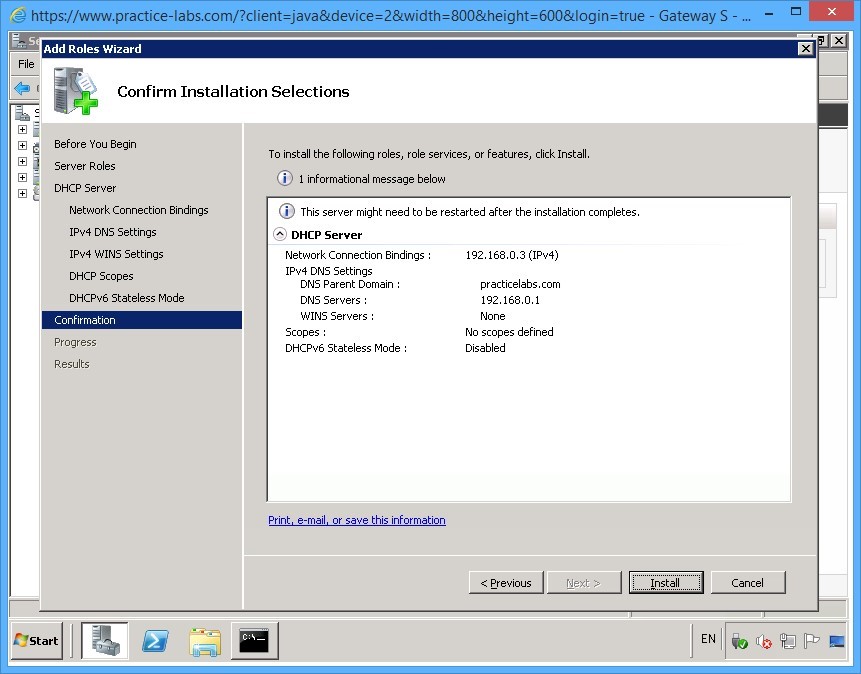 https://www.practice-labs.com/?client=java&device=2&width=800&height=600&login=true - Gateway S - ...
Add Roles Wizard
File
Confirm Installation Selections
Before You Begin
Server Roles
DHCP Server
Network Connection Bindings
IPv4 DNS Settings
IPv4 WINS Settings
DHCP Scopes
DHCPv6 Stateless Mode
Confirmation
Progress
Results
To install the following roles, role services, or features, click Install.
1 informational message below
This server might need to be restarted after the installation completes.
DHCP Server
Network Connection Bindings : 192.168.0.3 (IPv4)
IPv4 DNS Settings
DNS Parent Domain : practicelabs.com
DNS Servers : 192.168.0.1
WINS Servers : None
Scopes : No scopes defined
DHCPv6 Stateless Mode : Disabled
Print, e-mail, or save this information
< Previous Next > Install Cancel
Start C:\ EN